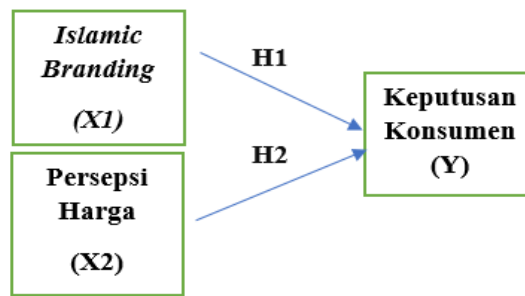 Islamic
Branding
(X1)
H1
Keputusan
Konsumen
(Y)
H2
Persepsi
Harga
(X2)